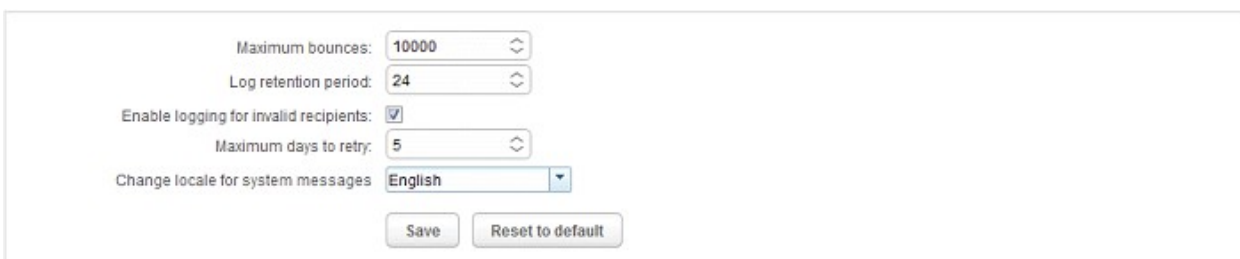 Maximum bounces: 10000
Log retention period: 24
Enable logging for invalid recipients:
Maximum days to retry: 5
Change locale for system messages English
Save Reset to default